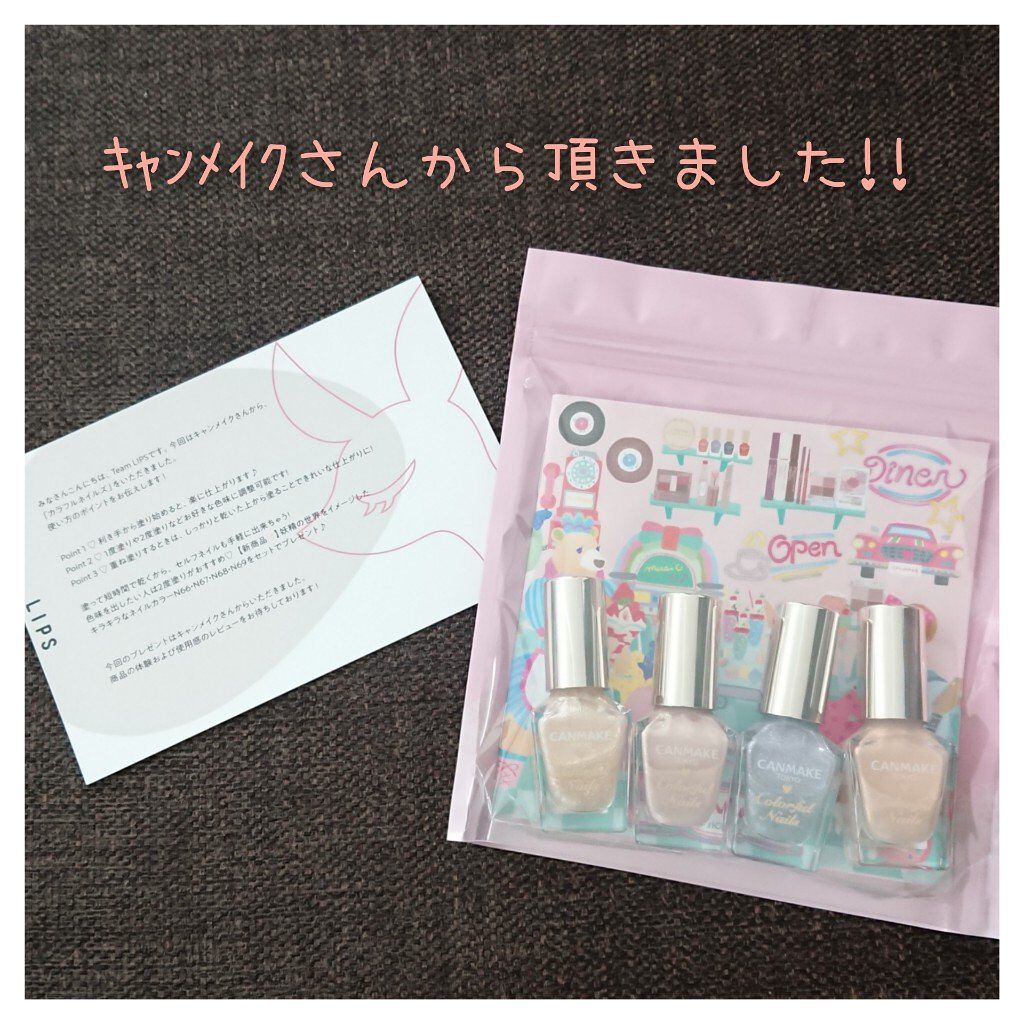 ｷｬﾝﾒｲｸさんから頂きました!!
みなさんこんにちは、Team LIPSです。今回はキャンメイクさんから、
「カラフルネイルズ」をいただきました。
使い方のポイントをお伝えします!
Point 1 ♡ 利き手から塗り始めると、楽に仕上がります♪
Point 2 ♡ 1度塗りや2度塗りなどお好きな色味に調整可能です!
Point 3 ♡ 重ね塗りするときは、しっかりと乾いた上から塗ることできれいな仕上がりに!
塗って短時間で乾くから、セルフネイルも手軽に出来ちゃう!
色味を出したい人は2度塗りがおすすめ♡【新商品 】妖精の世界をイメージした
キラキラなネイルカラーN66・N67・N68・N69をセットでプレゼント♪
今回のプレゼントはキャンメイクさんからいただきました。
商品の体験および使用感のレビューをお待ちしております!
LIPS
Diner
Open
CANMAKE
TOKYO
Nails
CANMAKE
TOKYO
Colorful
Nails
CANMAKE
TOKYO
Colorful
Nails
CANMAKE
TOKYO
Nails